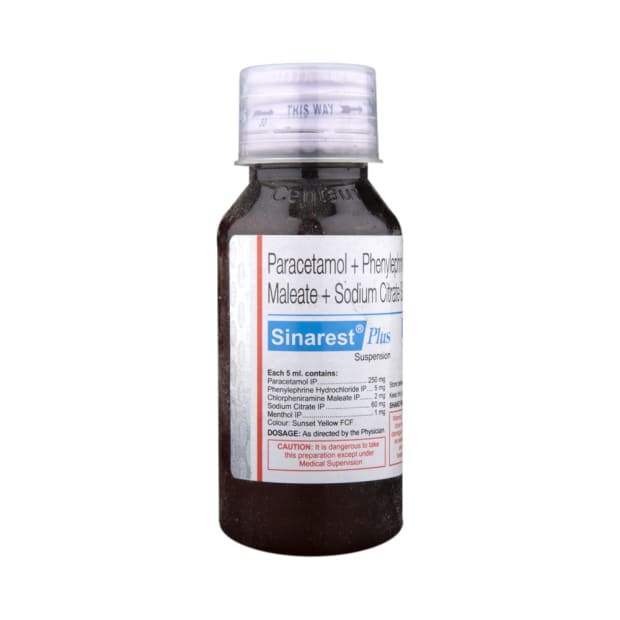 THIS WAY
Centaur
Paracetamol + Phenylephrin
Maleate + Sodium Citrate
Sinarest® Plus
Suspension
Each 5 ml. contains:
Paracetamol IP........................250 mg
Phenylephrine Hydrochloride IP.... 5 mg
Chlorpheniramine Maleate IP....... 2 mg
Sodium Citrate IP.................... 60 mg
Menthol IP............................. 1 mg
Colour: Sunset Yellow FCF
DOSAGE: As directed by the Physician
CAUTION: It is dangerous to take
this preparation except under
Medical Supervision